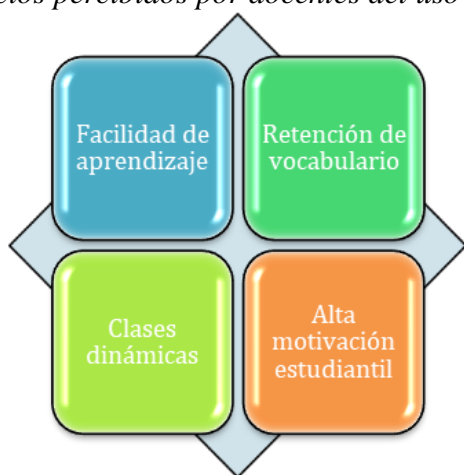 percibidos por docentes del uso
Facilidad de
aprendizaje
Retención de
vocabulario
Clases
dinámicas
Alta
motivación
estudiantil